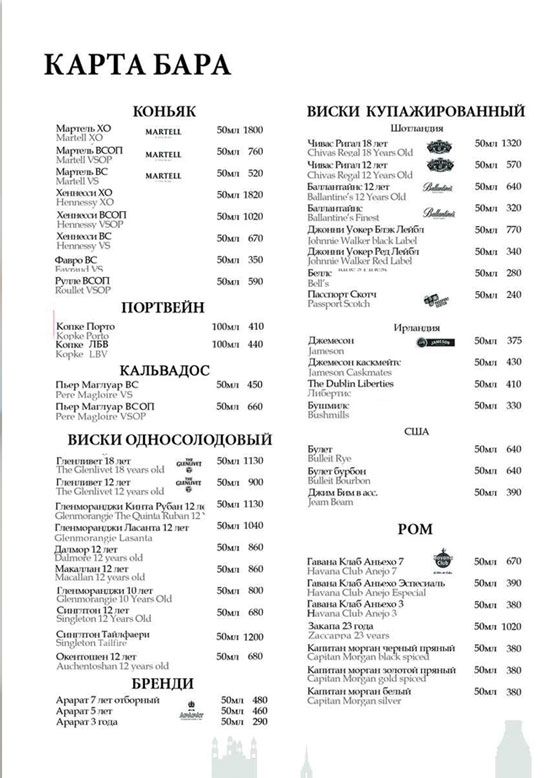 КАРТА БАРА
КОНЬЯК
Мартель ХО MARTELL 50мл 1800
Martell XO
Мартель ВСОП MARTELL 50мл 760
Martell VSOP
Мартель ВС MARTELL 50мл 520
Martell VS
Хеннесси ХО 50мл 1820
Hennessy XO
Хеннесси ВСОП 50мл 1020
Hennessy VSOP
Хеннесси ВС 50мл 670
Hennessy VS
Фавро ВС 50мл 350
VS
Рулле ВСОП 50мл 590
Roullet VSOP
ПОРТВЕЙН
Копке Порто 100мл 410
Kopke Porto
Копке ЛБВ 100мл 440
Kopke LBV
КАЛЬВАДОС
Пьер Маглуар ВС 50мл 450
Pere Magloire VS
Пьер Маглуар ВСОП 50мл 660
Pere Magloire VSOP
ВИСКИ ОДНОСОЛОДОВЫЙ
Гленливет 18 лет THE GLENLIVET 50мл 1130
The Glenlivet 18 years old
Гленливет 12 лет THE GLENLIVET 50мл 900
The Glenlivet 12 years old
Гленморанджи Кинта Рубан 12 ле 50мл 1130
Glenmorangie The Quinta Ruban 12
Гленморанджи Ласанта 12 лет 50мл 1040
Glenmorangie Lasanta
Далмор 12 лет 50мл 860
Dalmore 12 years old
Макаллан 12 лет 50мл 860
Macallan 12 years old
Гленморанджи 10 лет 50мл 800
Glenmorangie 10 Years Old
Синглтон 12 лет 50мл 680
Singleton 12 Years Old
Синглтон Тайлфаери 50мл 1200
Singleton Tailfire
Окентошен 12 лет 50мл 680
Auchentoshan 12 years old
БРЕНДИ
Арарат 7 лет отборный 50мл 480
Арарат 5 лет 50мл 460
Арарат 3 года 50мл 290
ВИСКИ КУПАЖИРОВАННЫЙ
Шотландия
Чивас Ригал 18 лет 50мл 1320
Chivas Regal 18 Years Old
Чивас Ригал 12 лет 50мл 570
Chivas Regal 12 Years Old
Баллантайнс 12 лет Ballantine's 50мл 640
Ballantine's 12 Years Old
Баллантайнс Ballantine's 50мл 320
Ballantine's Finest
Джонни Уокер Блэк Лейбл 50мл 770
Johnnie Walker black Label
Джонни Уокер Ред Лейбл 50мл 340
Johnnie Walker Red Label
Беллс 50мл 280
Bell's
Пасспорт Скотч 50мл 240
Passport Scotch
Ирландия
Джемесон JAMESON 50мл 375
Jameson
Джемесон каскмейтс 50мл 430
Jameson Caskmates
The Dublin Liberties 50мл 410
Либертис
Бушмилс 50мл 330
Bushmills
США
Булет 50мл 640
Bulleit Rye
Булет бурбон 50мл 640
Bulleit Bourbon
Джим Бим в асс. 50мл 390
Jeam Beam
РОМ
Гавана Клаб Аньехо 7 Havana Club 50мл 670
Havana Club Anejo 7
Гавана Клаб Аньехо Эспесиаль 50мл 390
Havana Club Anejo Especial
Гавана Клаб Аньехо 3 50мл 380
Havana Club Anejo 3
Закапа 23 года 50мл 1020
Zaccappa 23 years
Капитан морган черный пряный 50мл 380
Capitan Morgan black spiced
Капитан морган золотой пряный 50мл 380
Capitan Morgan gold spiced
Капитан морган белый 50мл 380
Capitan Morgan silver